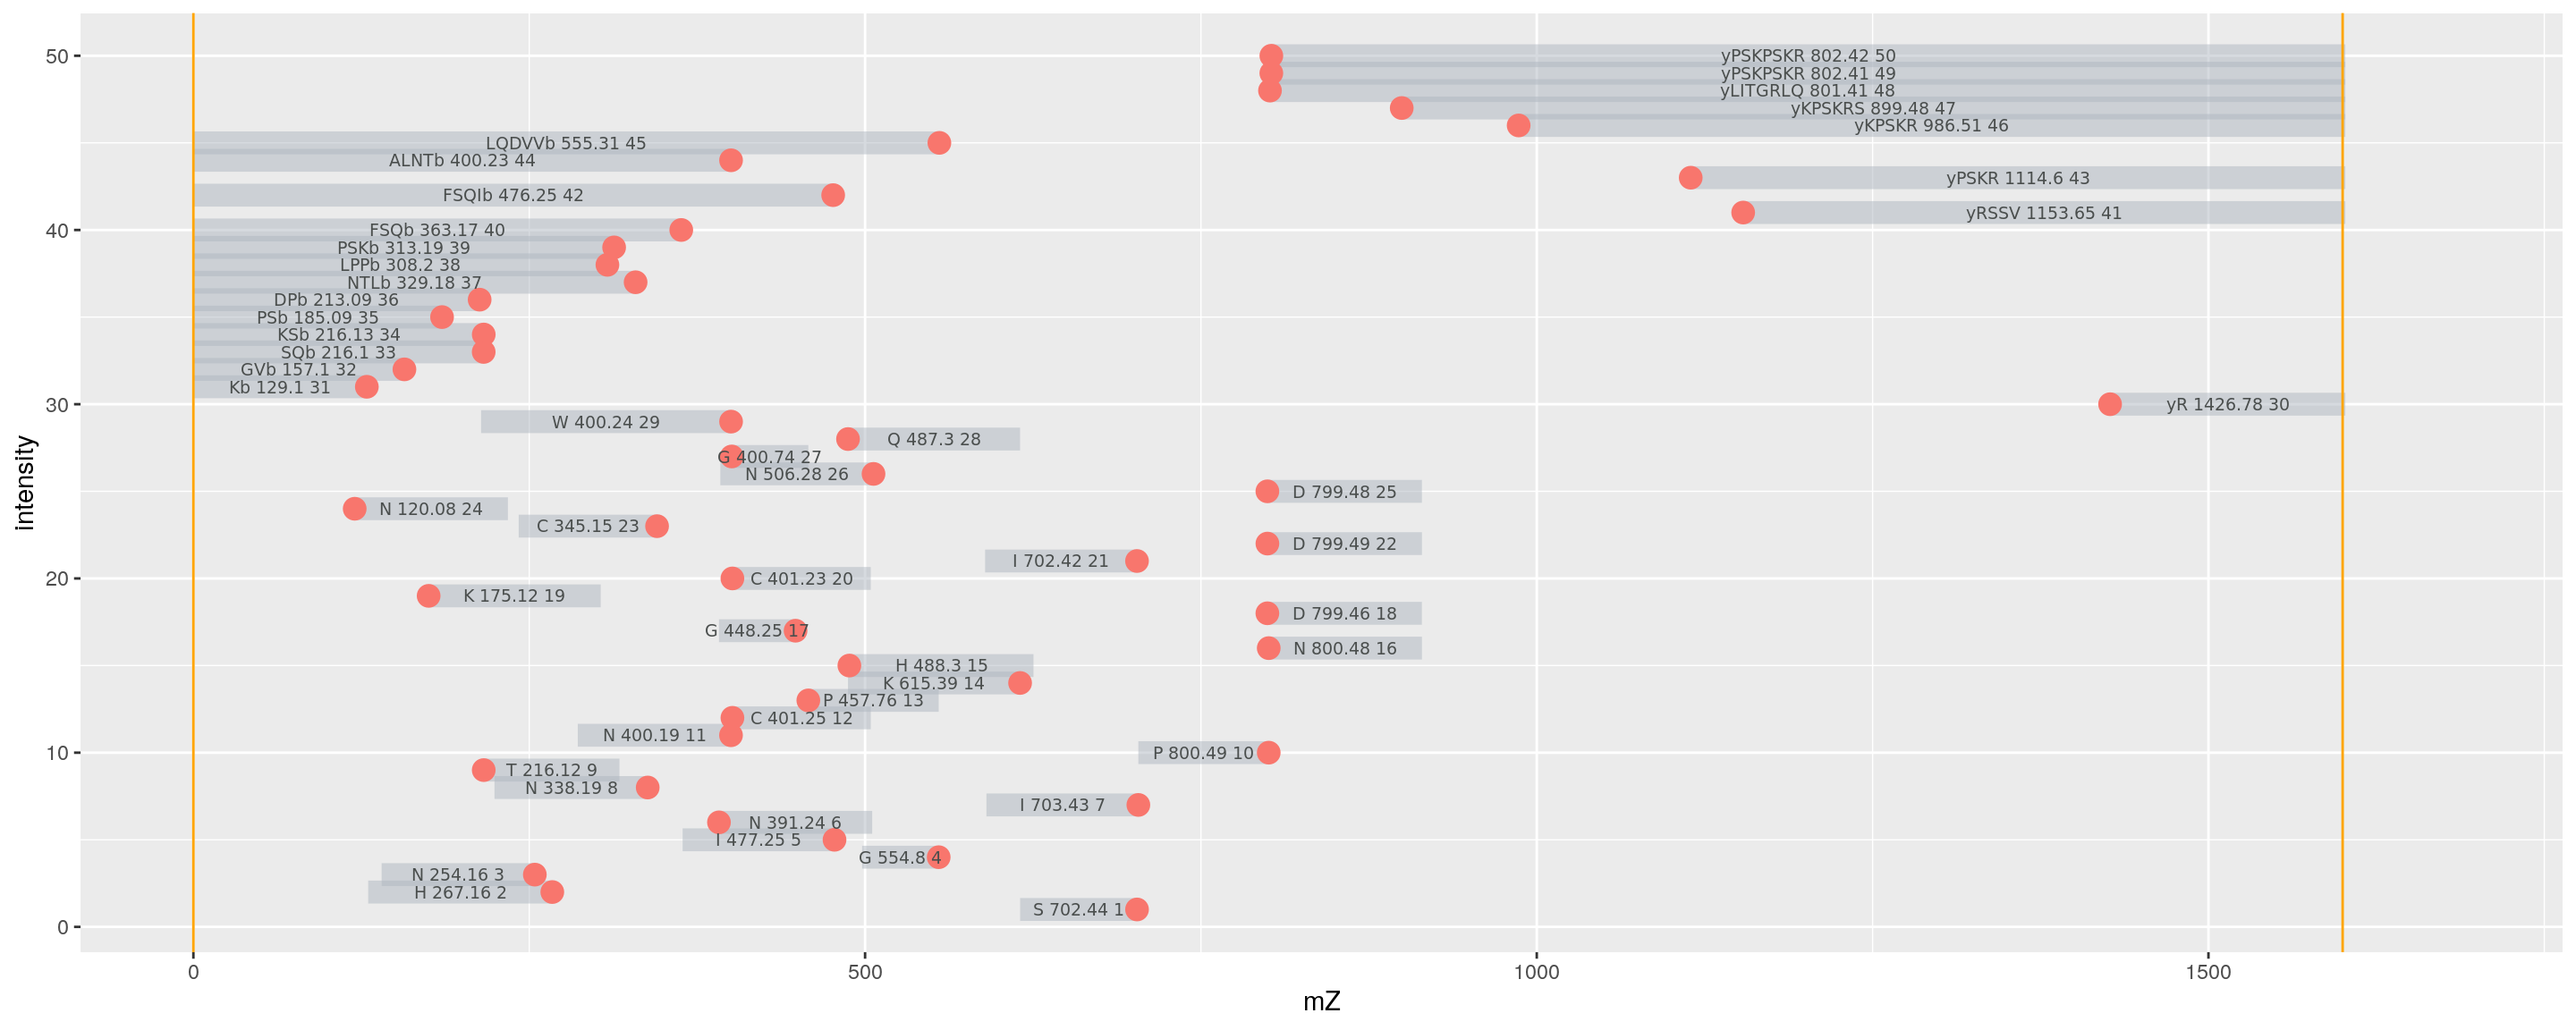 50
yPSKPSKR 802.42 50
yPSKPSKR 802.41 49
yLITGRLQ 801.41 48
yKPSKRS 899.48 47
yKPSKR 986.51 46
LQDVVb 555.31 45
ALNTb 400.23 44
yPSKR 1114.6 43
FSQIb 476.25 42
yRSSV 1153.65 41
40
FSQb 363.17 40
PSKb 313.19 39
LPPb 308.2 38
NTLb 329.18 37
DPb 213.09 36
PSb 185.09 35
KSb 216.13 34
SQb 216.1 33
GVb 157.1 32
Kb 129.1 31
30
yR 1426.78 30
W 400.24 29
Q 487.3 28
G 400.74 27
N 506.28 26
D 799.48 25
N 120.08 24
C 345.15 23
D 799.49 22
I 702.42 21
20
C 401.23 20
K 175.12 19
D 799.46 18
G 448.25 17
N 800.48 16
H 488.3 15
K 615.39 14
P 457.76 13
C 401.25 12
N 400.19 11
10
P 800.49 10
T 216.12 9
N 338.19 8
I 703.43 7
N 391.24 6
I 477.25 5
G 554.8 4
N 254.16 3
H 267.16 2
S 702.44 1
0
intensity
0 500 1000 1500
mZ